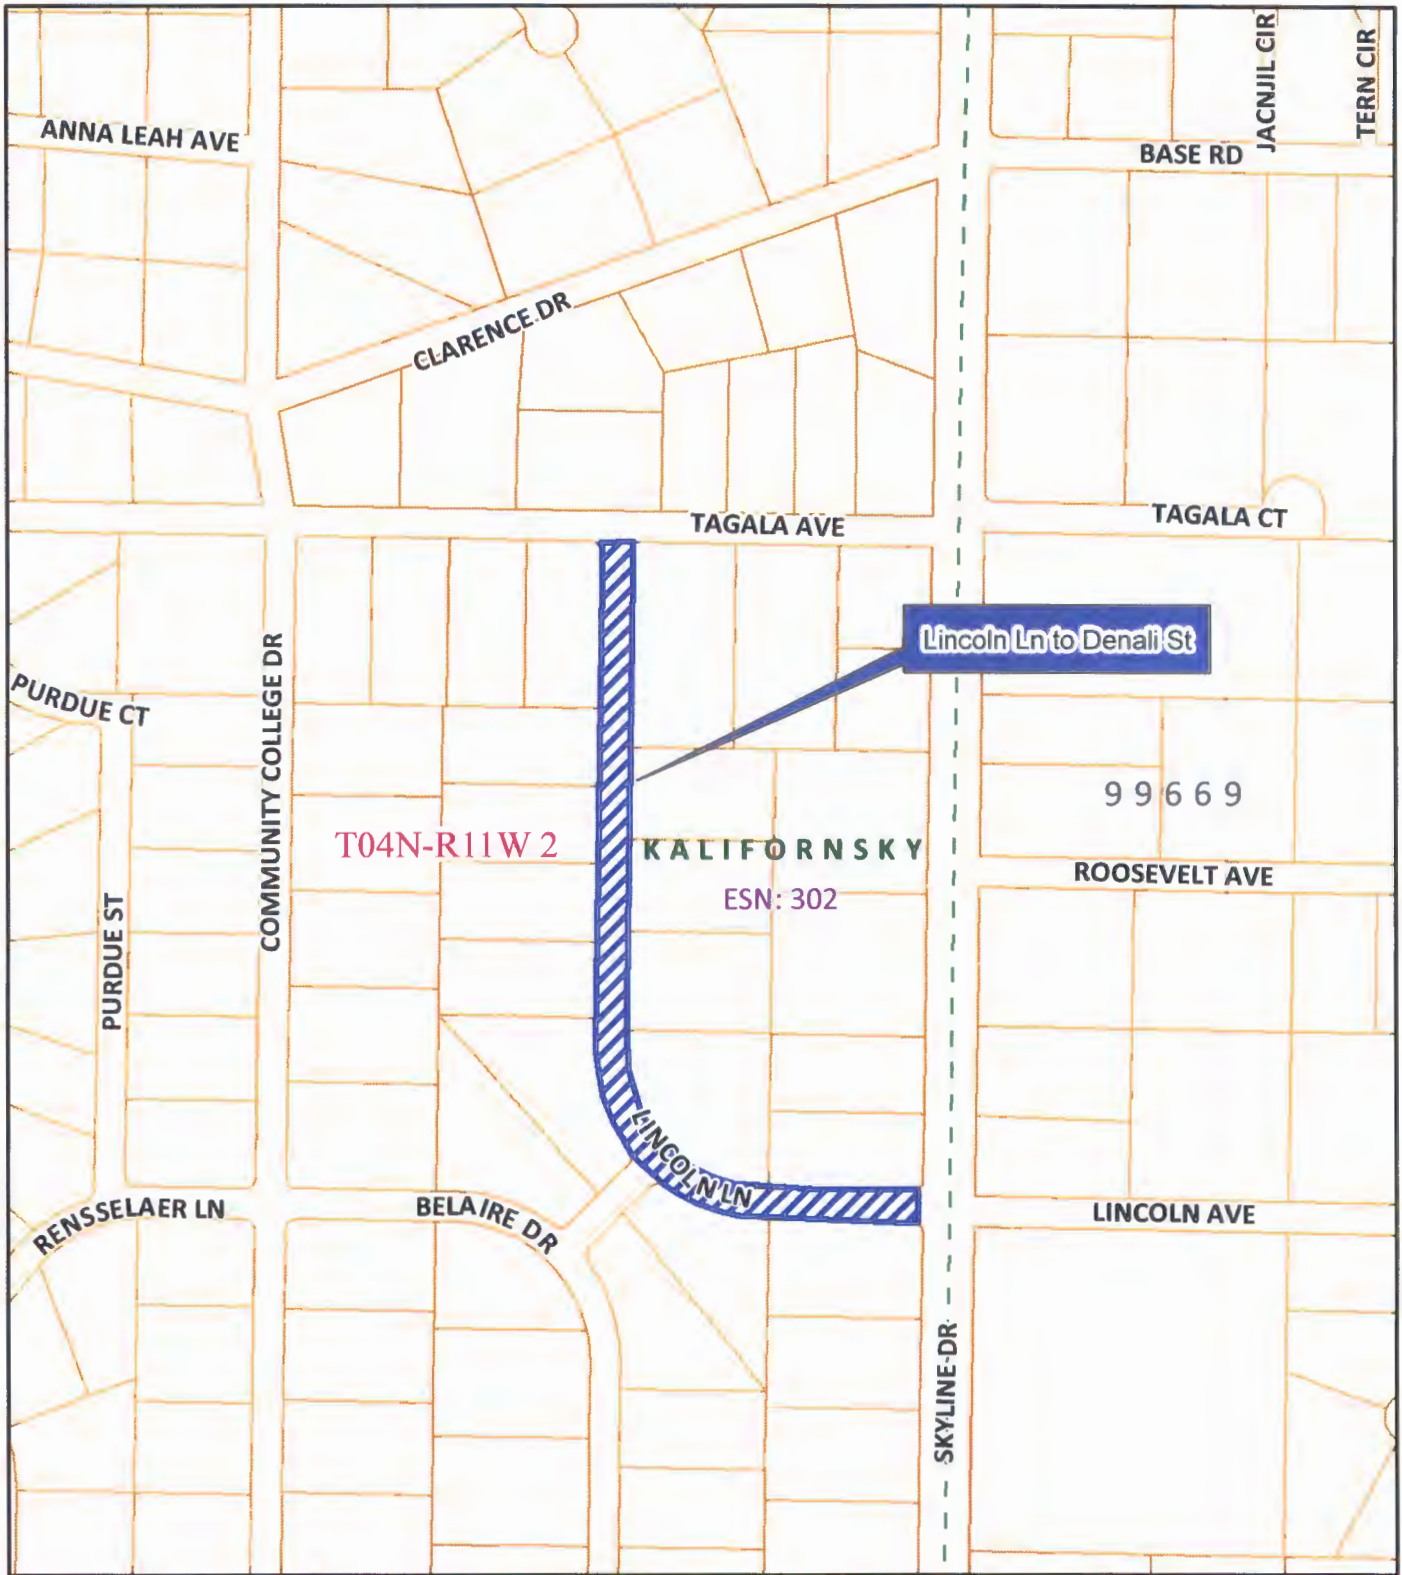 JACNJIL CIR
TERN CIR
ANNA LEAH AVE
BASE RD
CLARENCE DR
TAGALA AVE
TAGALA CT
Lincoln Ln to Denali St
PURDUE CT
COMMUNITY COLLEGE DR
99669
T04N-R11W 2
KALIFORNSKY
ROOSEVELT AVE
ESN: 302
PURDUE ST
LINCOLN LN
RENSSELAER LN
BELAIRE DR
LINCOLN AVE
SKYLINE DR